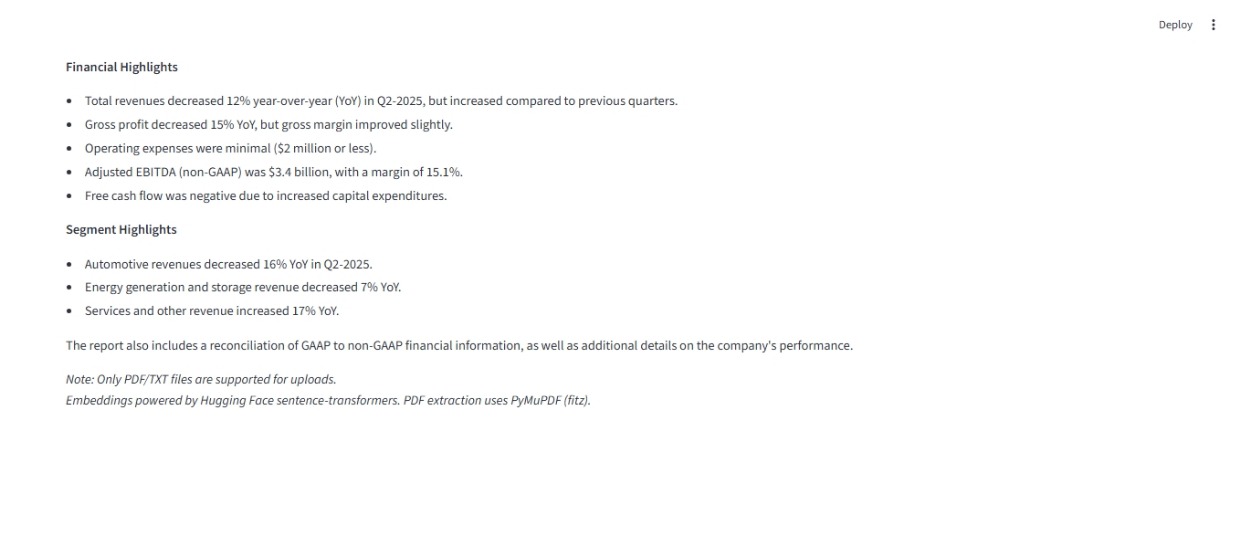 Deploy
Financial Highlights
• Total revenues decreased 12% year-over-year (YoY) in Q2-2025, but increased compared to previous quarters.
• Gross profit decreased 15% YoY, but gross margin improved slightly.
• Operating expenses were minimal ($2 million or less).
• Adjusted EBITDA (non-GAAP) was $3.4 billion, with a margin of 15.1%.
• Free cash flow was negative due to increased capital expenditures.
Segment Highlights
• Automotive revenues decreased 16% YoY in Q2-2025.
• Energy generation and storage revenue decreased 7% YoY.
• Services and other revenue increased 17% YoY.
The report also includes a reconciliation of GAAP to non-GAAP financial information, as well as additional details on the company's performance.
Note: Only PDF/TXT files are supported for uploads.
Embeddings powered by Hugging Face sentence-transformers. PDF extraction uses PyMuPDF (fitz).